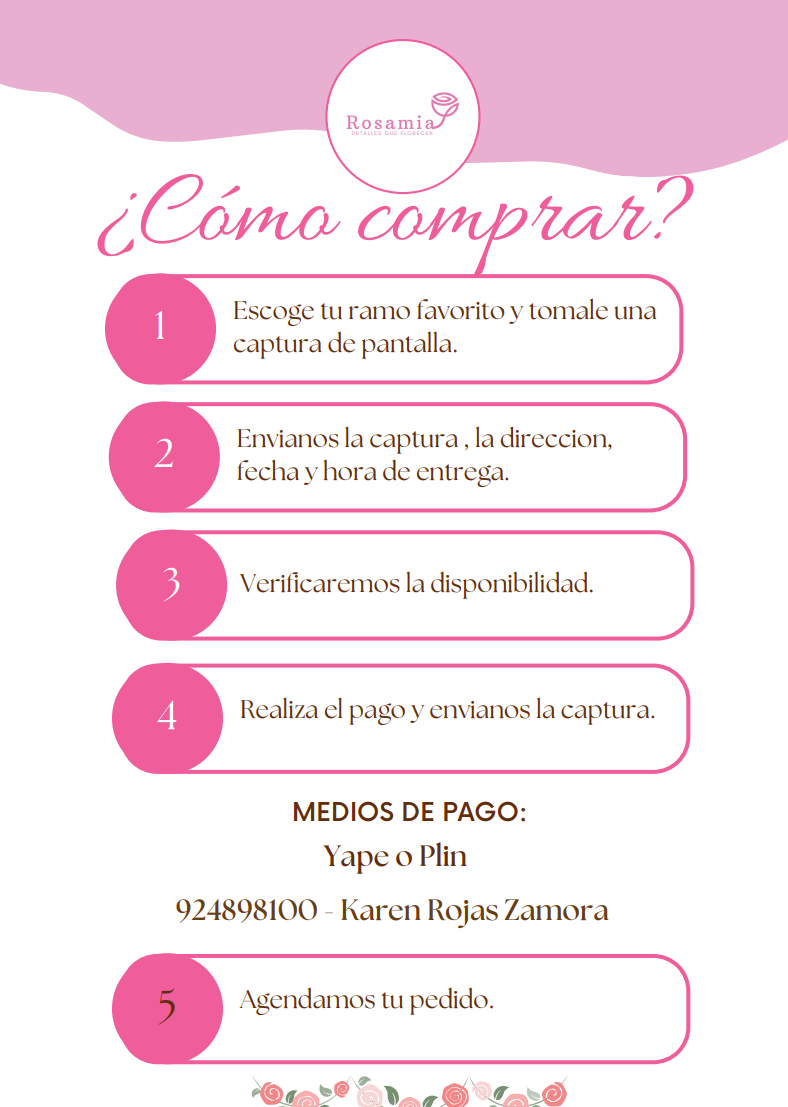 Rosamia
DETALLES QUE FLORECEN
¿Cómo comprar?
1
Escoge tu ramo favorito y tomale una
captura de pantalla.
2
Envianos la captura , la direccion,
fecha y hora de entrega.
3
Verificaremos la disponibilidad.
4
Realiza el pago y envianos la captura.
MEDIOS DE PAGO:
Yape o Plin
924898100 - Karen Rojas Zamora
5
Agendamos tu pedido.